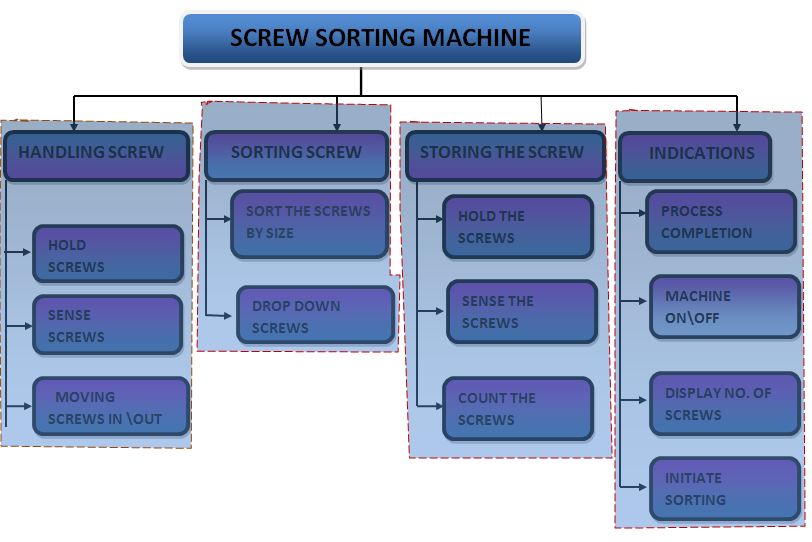 SCREW SORTING MACHINE
HANDLING SCREW
HOLD
SCREWS
SENSE
SCREWS
MOVING
SCREWS IN \OUT
SORTING SCREW
SORT THE SCREWS
BY SIZE
DROP DOWN
SCREWS
STORING THE SCREW
HOLD THE
SCREWS
SENSE THE
SCREWS
COUNT THE
SCREWS
INDICATIONS
PROCESS
COMPLETION
MACHINE
ON\OFF
DISPLAY NO. OF
SCREWS
INITIATE
SORTING